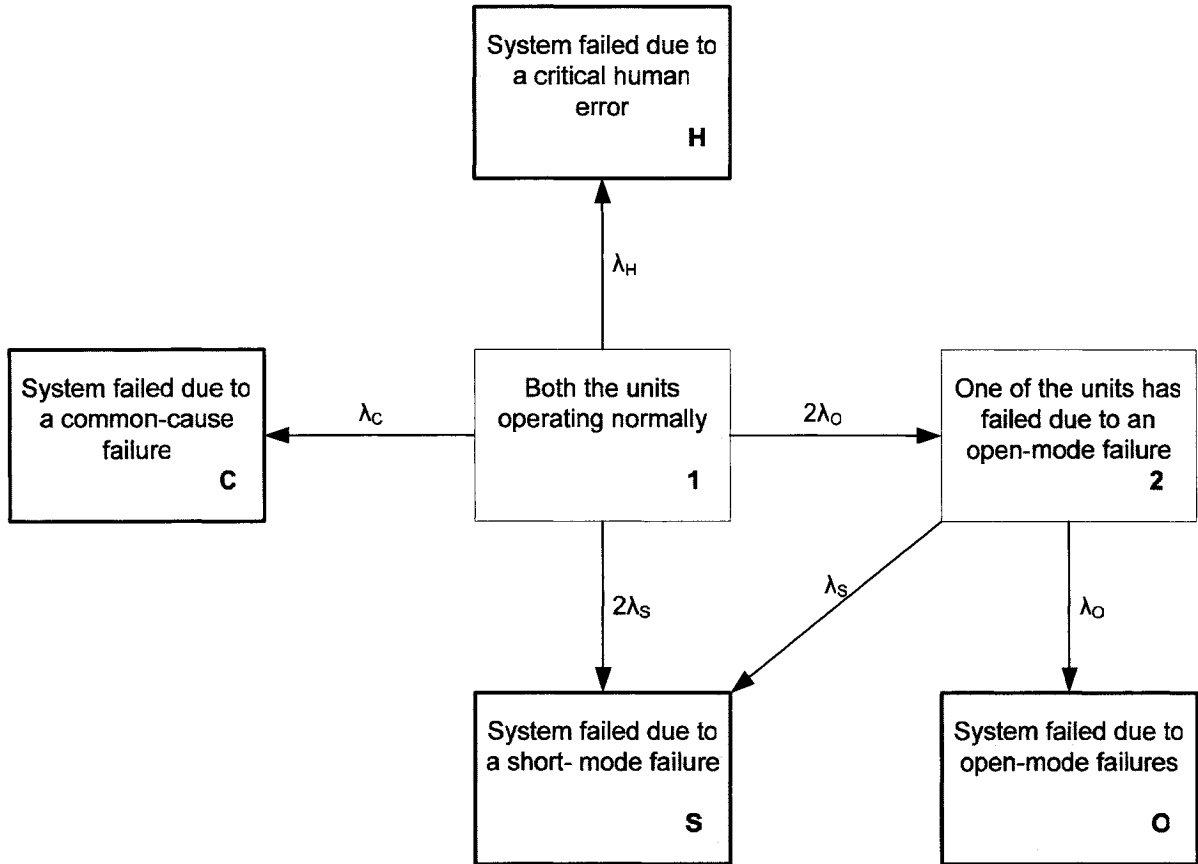 System failed due to
a critical human
error
H
λH
System failed due to
a common-cause
failure
C
λC
Both the units
operating normally
1
2λO
One of the units has
failed due to an
open-mode failure
2
2λS
λS
λO
System failed due to
a short- mode failure
S
System failed due to
open-mode failures
O